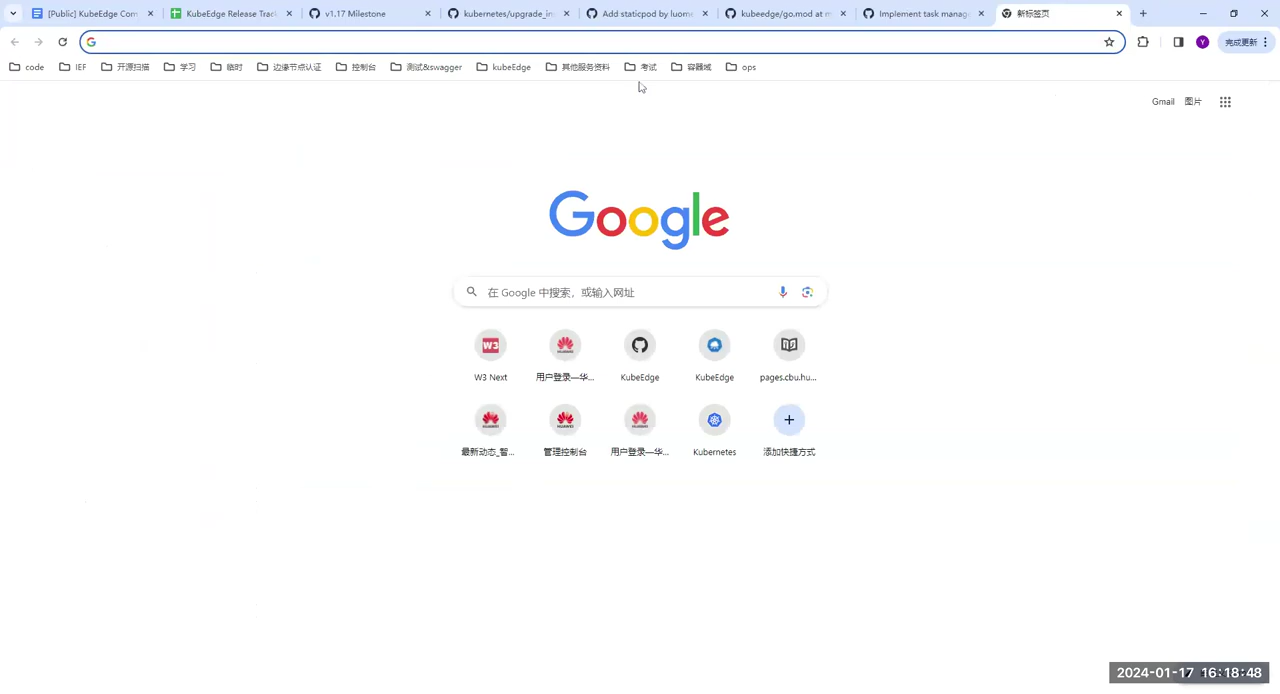 [Public] KubeEdge Com
KubeEdge Release Track
v1.17 Milestone
kubernetes/upgrade_in
Add staticpod by luome
kubeedge/go.mod at m
Implement task manag
新标签页
Y
完成更新
code
IEF
开源扫描
学习
临时
边缘节点认证
控制台
测试&swagger
kubeEdge
其他服务资料
考试
容器域
ops
Gmail
图片
Google
在 Google 中搜索，或输入网址
W3
HUAWEI
W3 Next
用户登录—华...
KubeEdge
KubeEdge
pages.cbu.hu...
HUAWEI
HUAWEI
HUAWEI
最新动态_智...
管理控制台
用户登录—华...
Kubernetes
添加快捷方式
2024-01-17 16:18:48